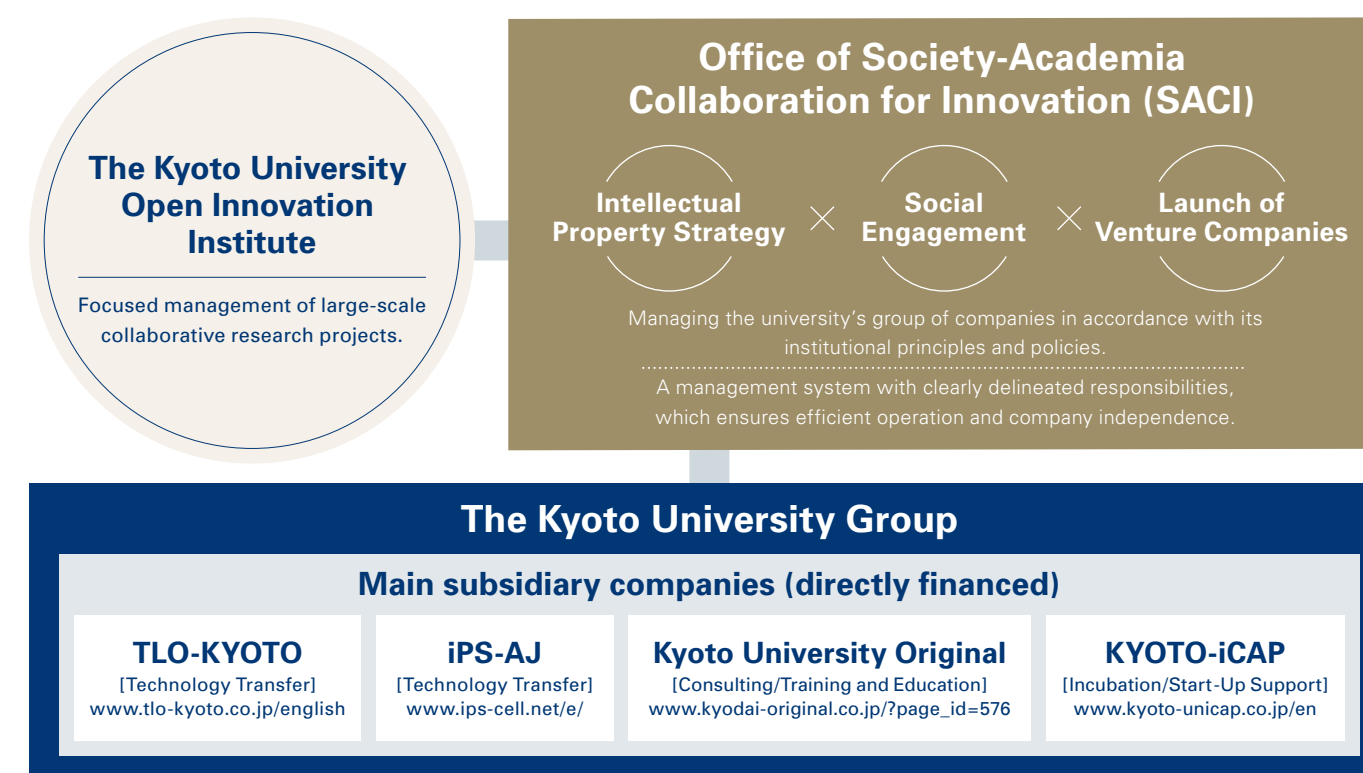 The Kyoto University
Open Innovation
Institute
Focused management of large-scale
collaborative research projects.
Office of Society-Academia
Collaboration for Innovation (SACI)
Intellectual
Property Strategy
×
Social
Engagement
×
Launch of
Venture Companies
Managing the university’s group of companies in accordance with its
institutional principles and policies.
A management system with clearly delineated responsibilities,
which ensures efficient operation and company independence.
The Kyoto University Group
Main subsidiary companies (directly financed)
TLO-KYOTO
[Technology Transfer]
www.tlo-kyoto.co.jp/english
iPS-AJ
[Technology Transfer]
www.ips-cell.net/e/
Kyoto University Original
[Consulting/Training and Education]
www.kyodai-original.co.jp/?page_id=576
KYOTO-iCAP
[Incubation/Start-Up Support]
www.kyoto-unicap.co.jp/en